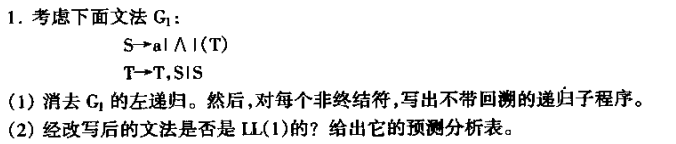 1. 考虑下面文法 G₁:
S→a|∧|(T)
T→T,S|S
(1) 消去 G₁ 的左递归。然后,对每个非终结符,写出不带回溯的递归子程序。
(2) 经改写后的文法是否是 LL(1)的? 给出它的预测分析表。